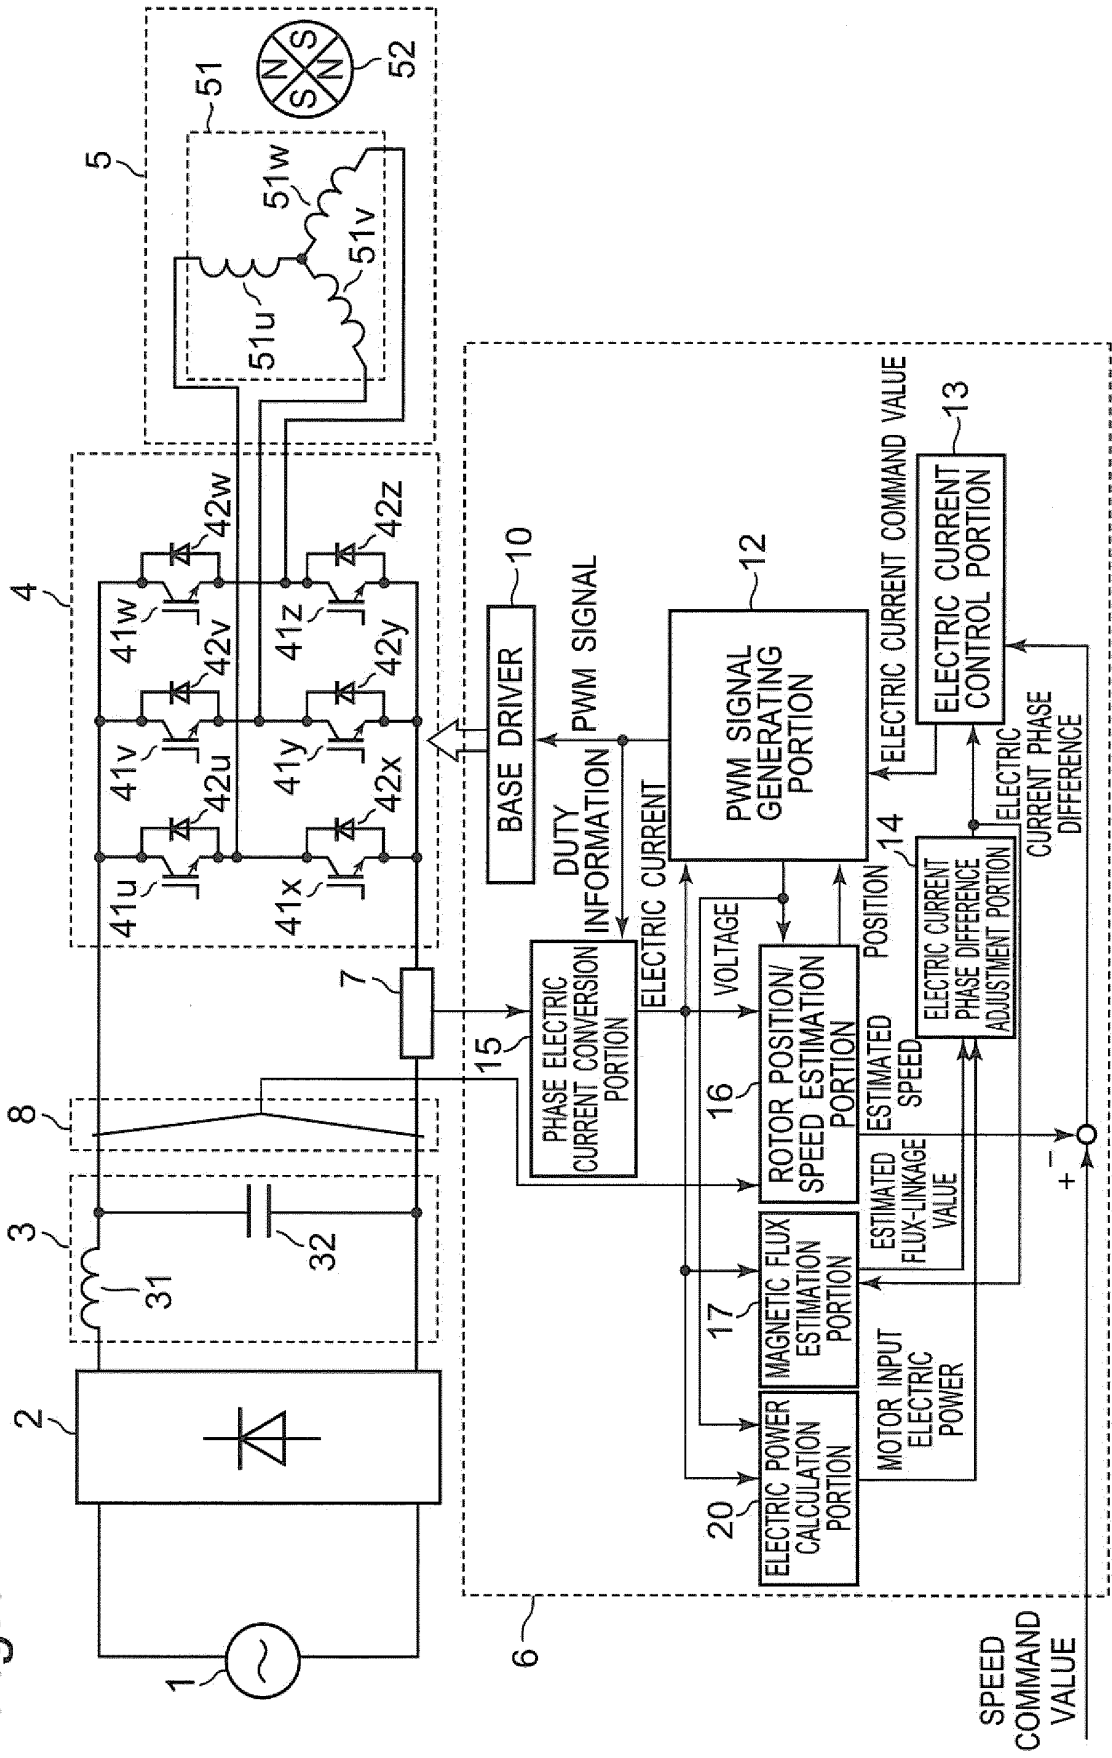 1
2
3
31
32
8
7
4
41u
42u
41v
42v
41w
42w
41x
42x
41y
42y
41z
42z
5
51
51u
51v
51w
N
S
S
N
52
6
10
BASE DRIVER
PWM SIGNAL
DUTY
INFORMATION
ELECTRIC CURRENT
15
PHASE ELECTRIC
CURRENT CONVERSION
PORTION
12
PWM SIGNAL
GENERATING
PORTION
VOLTAGE
POSITION
16
ROTOR POSITION/
SPEED ESTIMATION
PORTION
ESTIMATED
SPEED
17
MAGNETIC FLUX
ESTIMATION
PORTION
ESTIMATED
FLUX-LINKAGE
VALUE
20
ELECTRIC POWER
CALCULATION
PORTION
MOTOR INPUT
ELECTRIC
POWER
14
ELECTRIC CURRENT
PHASE DIFFERENCE
ADJUSTMENT PORTION
ELECTRIC
CURRENT PHASE
DIFFERENCE
13
ELECTRIC CURRENT
CONTROL PORTION
ELECTRIC CURRENT COMMAND VALUE
+
−
SPEED
COMMAND
VALUE